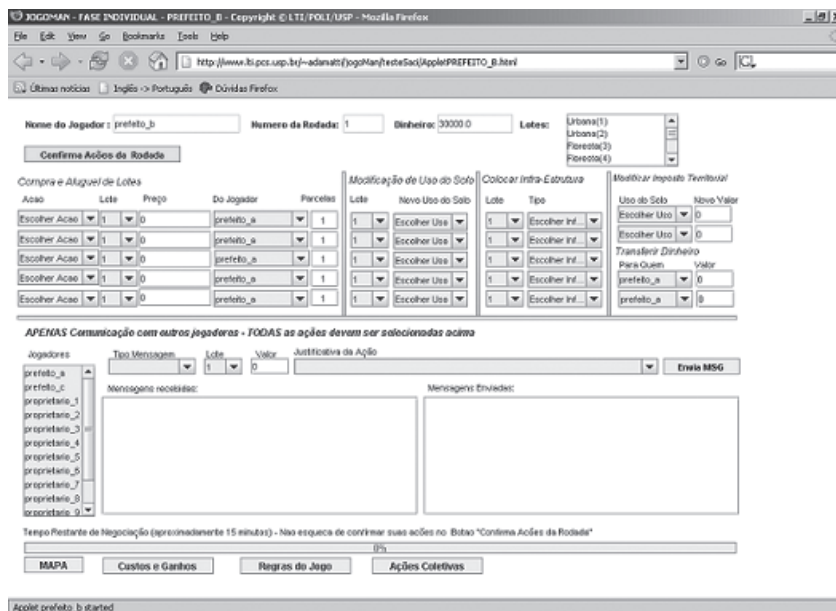 JOGOMAN - FASE INDIVIDUAL - PREFEITO_B - Copyright © LTI/POLI/USP - Mozilla Firefox
File Edit View Go Bookmarks Tools Help
http://www.lti.pcs.usp.br/~adamatti/jogoMan/testeSaci/AppletPREFEITO_B.html Go
Últimas notícias Inglês -> Português Dúvidas Firefox
Nome do Jogador : prefeito_b Numero da Rodada: 1 Dinheiro: 30000.0 Lotes: Urbana(1)
Urbana(2)
Floresta(3)
Floresta(4)
Confirma Acões da Rodada
Compra e Aluguel de Lotes Modificação de Uso do Solo Colocar Infra-Estrutura Modificar Imposto Territorial
Acao Lote Preço Do Jogador Parcelas Lote Novo Uso do Solo Lote Tipo Uso do Solo Novo Valor
Escolher Acao 1 0 prefeito_a 1 1 Escolher Uso 1 Escolher Inf... Escolher Uso 0
Escolher Acao 1 0 prefeito_a 1 1 Escolher Uso 1 Escolher Inf... Escolher Uso 0
Transferir Dinheiro
Escolher Acao 1 0 prefeito_a 1 1 Escolher Uso 1 Escolher Inf... Para Quem Valor
Escolher Acao 1 0 prefeito_a 1 1 Escolher Uso 1 Escolher Inf... prefeito_a 0
Escolher Acao 1 0 prefeito_a 1 1 Escolher Uso 1 Escolher Inf... prefeito_a 0
APENAS Comunicação com outros jogadores - TODAS as ações devem ser selecionadas acima
Jogadores Tipo Mensagem Lote Valor Justificativa da Ação
1 0 Envia MSG
prefeito_a
prefeito_c
proprietario_1
proprietario_2
proprietario_3
proprietario_4
proprietario_5
proprietario_6
proprietario_7
proprietario_8
proprietario_9
Mensagens recebidas: Mensagens Enviadas:
Tempo Restante de Negociação (aproximadamente 15 minutos) - Nao esqueca de confirmar suas acões no Botao "Confirma Acões da Rodada"
0%
MAPA Custos e Ganhos Regras do Jogo Ações Coletivas
Applet prefeito_b started